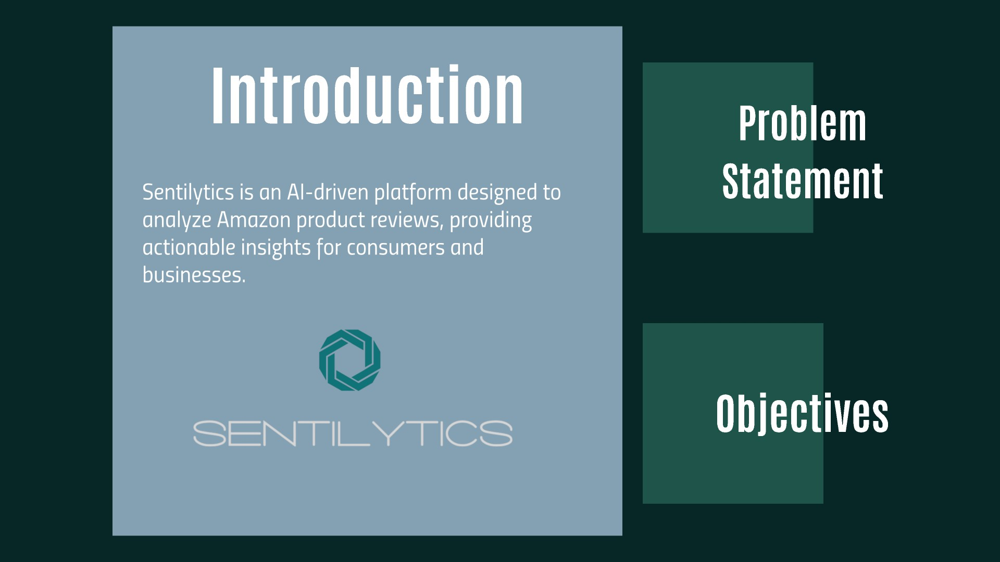 Introduction
Sentilytics is an AI-driven platform designed to
analyze Amazon product reviews, providing
actionable insights for consumers and
businesses.
SENTILYTICS
Problem
Statement
Objectives